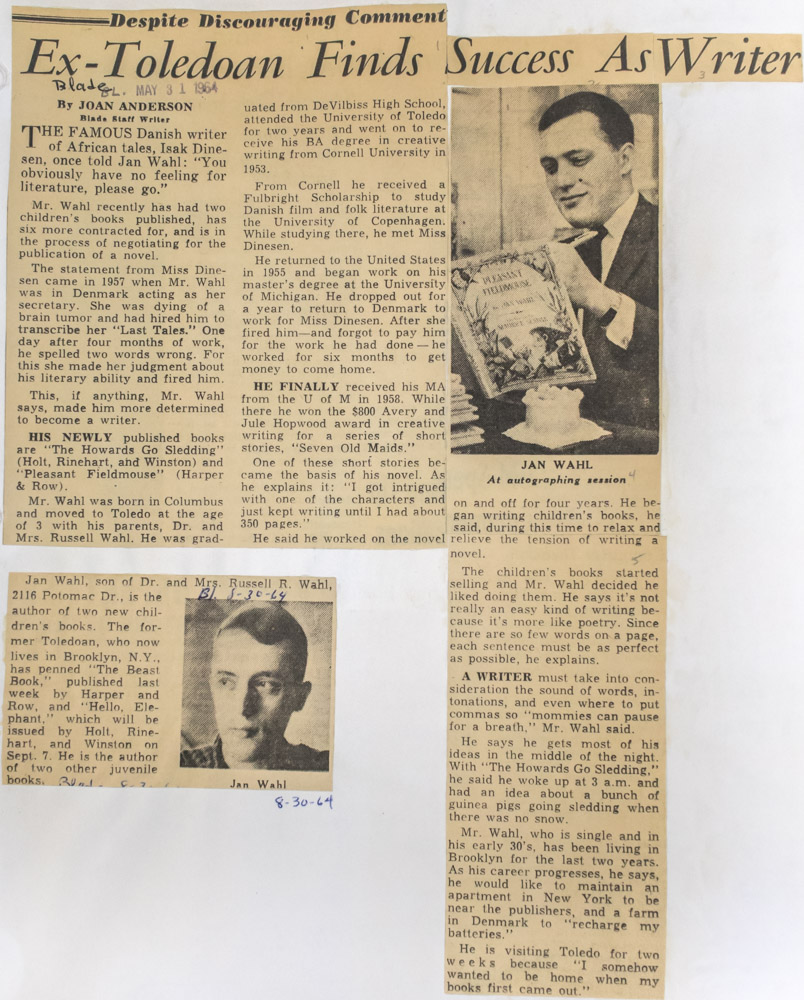 Despite Discouraging Comment
Ex-Toledoan Finds Success As Writer
Blade
BL. MAY 31 1964
By JOAN ANDERSON
Blade Staff Writer
THE FAMOUS Danish writer
of African tales, Isak Dine-
sen, once told Jan Wahl: "You
obviously have no feeling for
literature, please go."
Mr. Wahl recently has had two
children's books published, has
six more contracted for, and is in
the process of negotiating for the
publication of a novel.
The statement from Miss Dine-
sen came in 1957 when Mr. Wahl
was in Denmark acting as her
secretary. She was dying of a
brain tumor and had hired him to
transcribe her "Last Tales." One
day after four months of work,
he spelled two words wrong. For
this she made her judgment about
his literary ability and fired him.
This, if anything, Mr. Wahl
says, made him more determined
to become a writer.
HIS NEWLY published books
are "The Howards Go Sledding"
(Holt, Rinehart, and Winston) and
"Pleasant Fieldmouse" (Harper
& Row).
Mr. Wahl was born in Columbus
and moved to Toledo at the age
of 3 with his parents, Dr. and
Mrs. Russell Wahl. He was grad-
uated from DeVilbiss High School,
attended the University of Toledo
for two years and went on to re-
ceive his BA degree in creative
writing from Cornell University in
1953.
From Cornell he received a
Fulbright Scholarship to study
Danish film and folk literature at
the University of Copenhagen.
While studying there, he met Miss
Dinesen.
He returned to the United States
in 1955 and began work on his
master's degree at the University
of Michigan. He dropped out for
a year to return to Denmark to
work for Miss Dinesen. After she
fired him—and forgot to pay him
for the work he had done — he
worked for six months to get
money to come home.
HE FINALLY received his MA
from the U of M in 1958. While
there he won the $800 Avery and
Jule Hopwood award in creative
writing for a series of short
stories, "Seven Old Maids."
One of these short stories be-
came the basis of his novel. As
he explains it: "I got intrigued
with one of the characters and
just kept writing until I had about
350 pages."
He said he worked on the novel
PLEASANT
FIELDMOUSE
JAN WAHL
At autographing session
4
on and off for four years. He be-
gan writing children's books, he
said, during this time to relax and
relieve the tension of writing a
novel.
5
The children's books started
selling and Mr. Wahl decided he
liked doing them. He says it's not
really an easy kind of writing be-
cause it's more like poetry. Since
there are so few words on a page,
each sentence must be as perfect
as possible, he explains.
A WRITER must take into con-
sideration the sound of words, in-
tonations, and even where to put
commas so "mommies can pause
for a breath," Mr. Wahl said.
He says he gets most of his
ideas in the middle of the night.
With "The Howards Go Sledding,"
he said he woke up at 3 a.m. and
had an idea about a bunch of
guinea pigs going sledding when
there was no snow.
Mr. Wahl, who is single and in
his early 30's, has been living in
Brooklyn for the last two years.
As his career progresses, he says,
he would like to maintain an
apartment in New York to be
near the publishers, and a farm
in Denmark to "recharge my
batteries."
He is visiting Toledo for two
weeks because "I somehow
wanted to be home when my
books first came out."
Jan Wahl, son of Dr. and Mrs. Russell R. Wahl,
2116 Potomac Dr., is the
author of two new chil-
dren's books. The for-
mer Toledoan, who now
lives in Brooklyn, N.Y.,
has penned "The Beast
Book," published last
week by Harper and
Row, and "Hello, Ele-
phant," which will be
issued by Holt, Rine-
hart, and Winston on
Sept. 7. He is the author
of two other juvenile
books.
Bl. 8-30-64
Jan Wahl
8-30-64